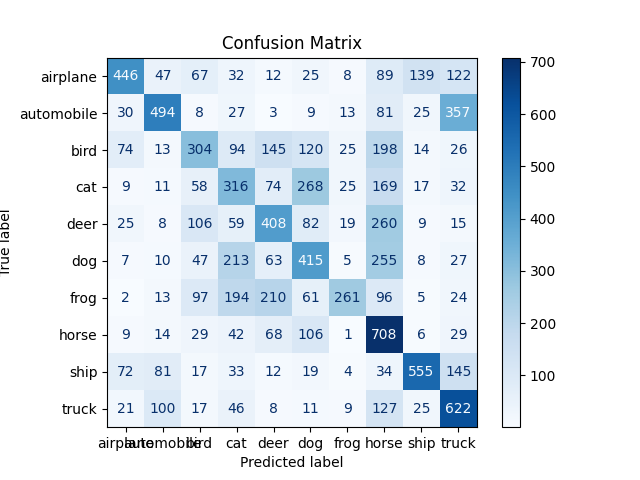 Confusion Matrix
airplane 446 47 67 32 12 25 8 89 139 122
automobile 30 494 8 27 3 9 13 81 25 357
bird 74 13 304 94 145 120 25 198 14 26
cat 9 11 58 316 74 268 25 169 17 32
deer 25 8 106 59 408 82 19 260 9 15
dog 7 10 47 213 63 415 5 255 8 27
frog 2 13 97 194 210 61 261 96 5 24
horse 9 14 29 42 68 106 1 708 6 29
ship 72 81 17 33 12 19 4 34 555 145
truck 21 100 17 46 8 11 9 127 25 622
airplane automobile bird cat deer dog frog horse ship truck
Predicted label
True label
700
600
500
400
300
200
100